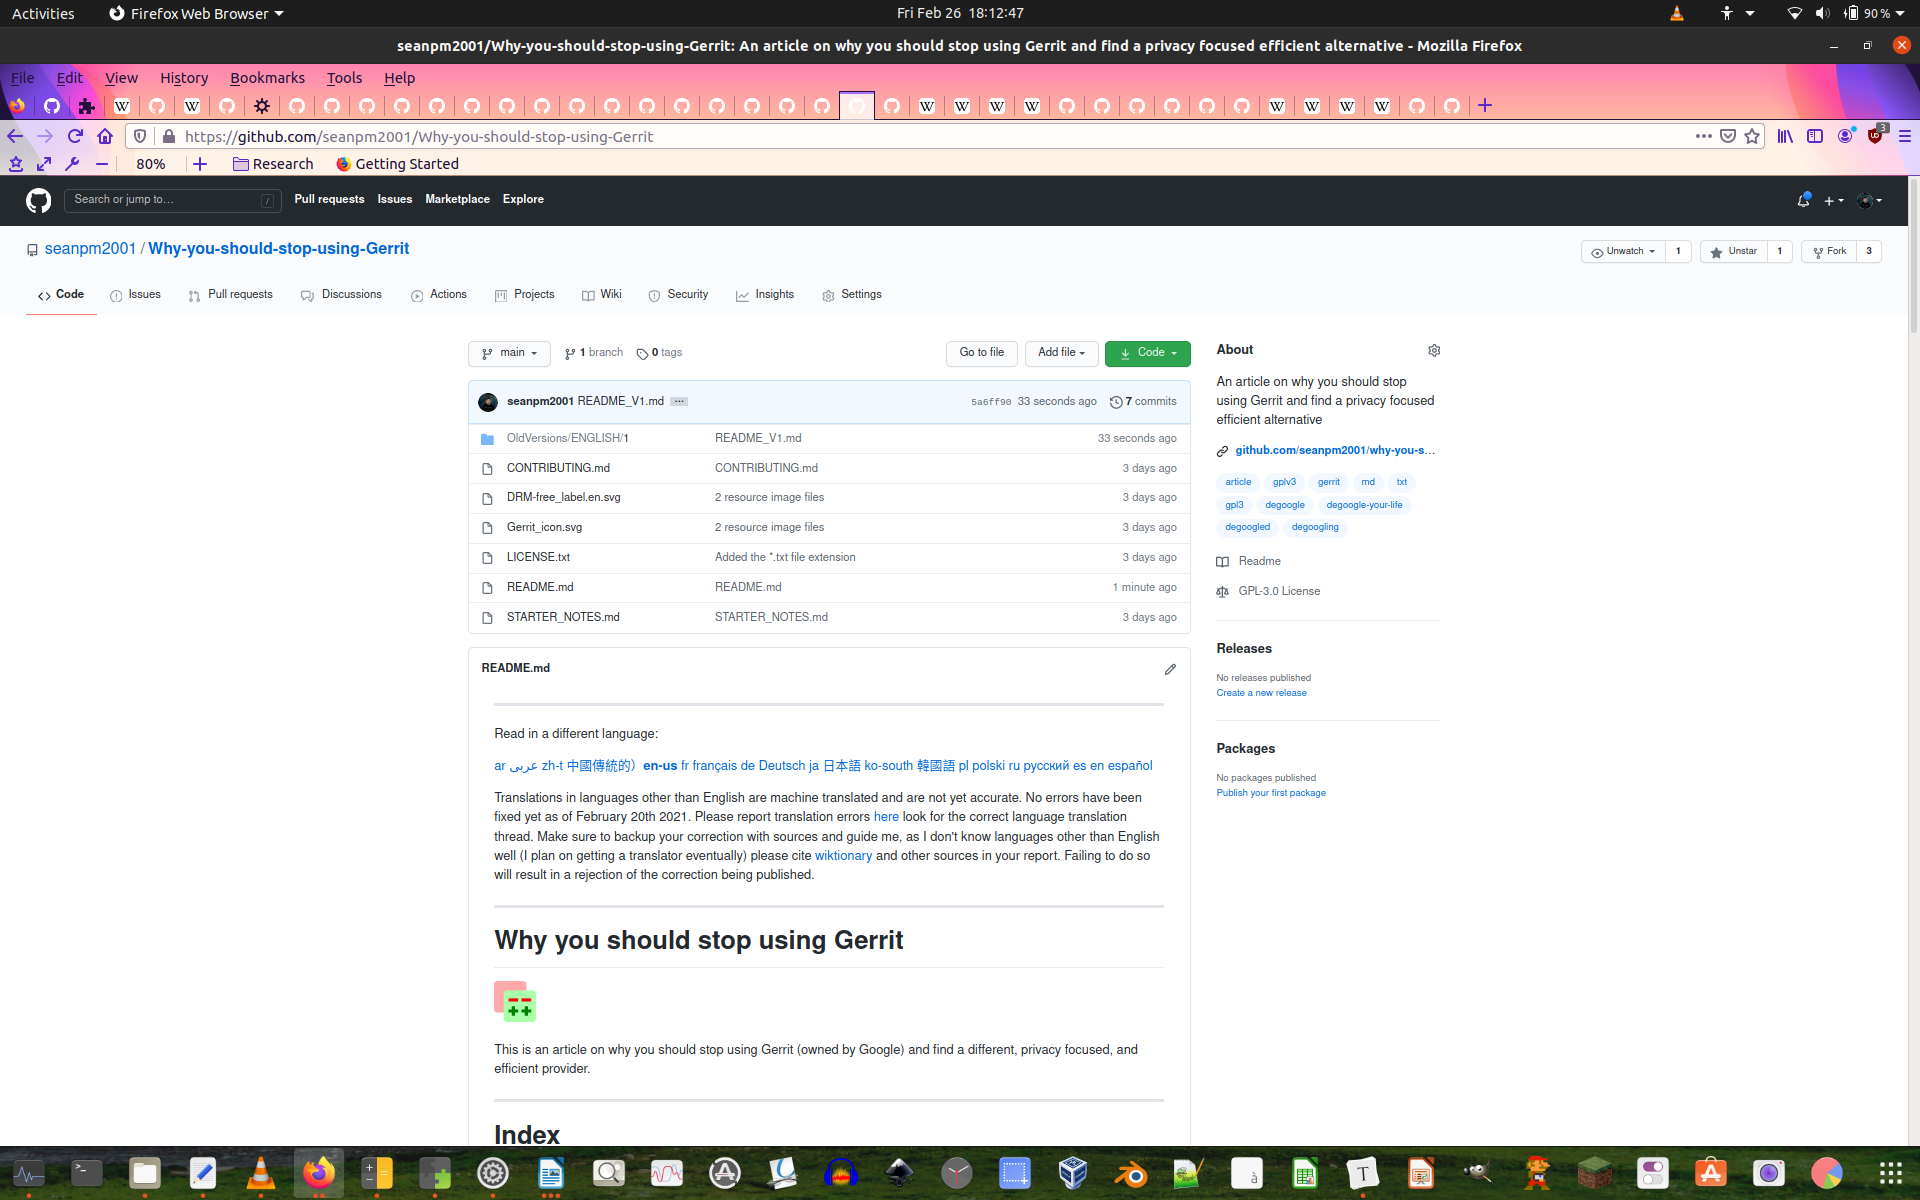 Activities Firefox Web Browser Fri Feb 26 18:12:47 90 %
seanpm2001/Why-you-should-stop-using-Gerrit: An article on why you should stop using Gerrit and find a privacy focused efficient alternative - Mozilla Firefox
File Edit View History Bookmarks Tools Help
https://github.com/seanpm2001/Why-you-should-stop-using-Gerrit 3
80% Research Getting Started
Search or jump to… / Pull requests Issues Marketplace Explore
seanpm2001 / Why-you-should-stop-using-Gerrit Unwatch 1 Unstar 1 Fork 3
Code Issues Pull requests Discussions Actions Projects Wiki Security Insights Settings
main 1 branch 0 tags Go to file Add file Code
seanpm2001 README_V1.md ... 5a6ff90 33 seconds ago 7 commits
OldVersions/ENGLISH/1 README_V1.md 33 seconds ago
CONTRIBUTING.md CONTRIBUTING.md 3 days ago
DRM-free_label.en.svg 2 resource image files 3 days ago
Gerrit_icon.svg 2 resource image files 3 days ago
LICENSE.txt Added the *.txt file extension 3 days ago
README.md README.md 1 minute ago
STARTER_NOTES.md STARTER_NOTES.md 3 days ago
README.md
Read in a different language:
ar عربى zh-t 中國傳統的）en-us fr français de Deutsch ja 日本語 ko-south 韓國語 pl polski ru русский es en español
Translations in languages other than English are machine translated and are not yet accurate. No errors have been
fixed yet as of February 20th 2021. Please report translation errors here look for the correct language translation
thread. Make sure to backup your correction with sources and guide me, as I don't know languages other than English
well (I plan on getting a translator eventually) please cite wiktionary and other sources in your report. Failing to do so
will result in a rejection of the correction being published.
Why you should stop using Gerrit
This is an article on why you should stop using Gerrit (owned by Google) and find a different, privacy focused, and
efficient provider.
Index
About
An article on why you should stop
using Gerrit and find a privacy focused
efficient alternative
github.com/seanpm2001/why-you-s...
article gplv3 gerrit md txt
gpl3 degoogle degoogle-your-life
degoogled degoogling
Readme
GPL-3.0 License
Releases
No releases published
Create a new release
Packages
No packages published
Publish your first package